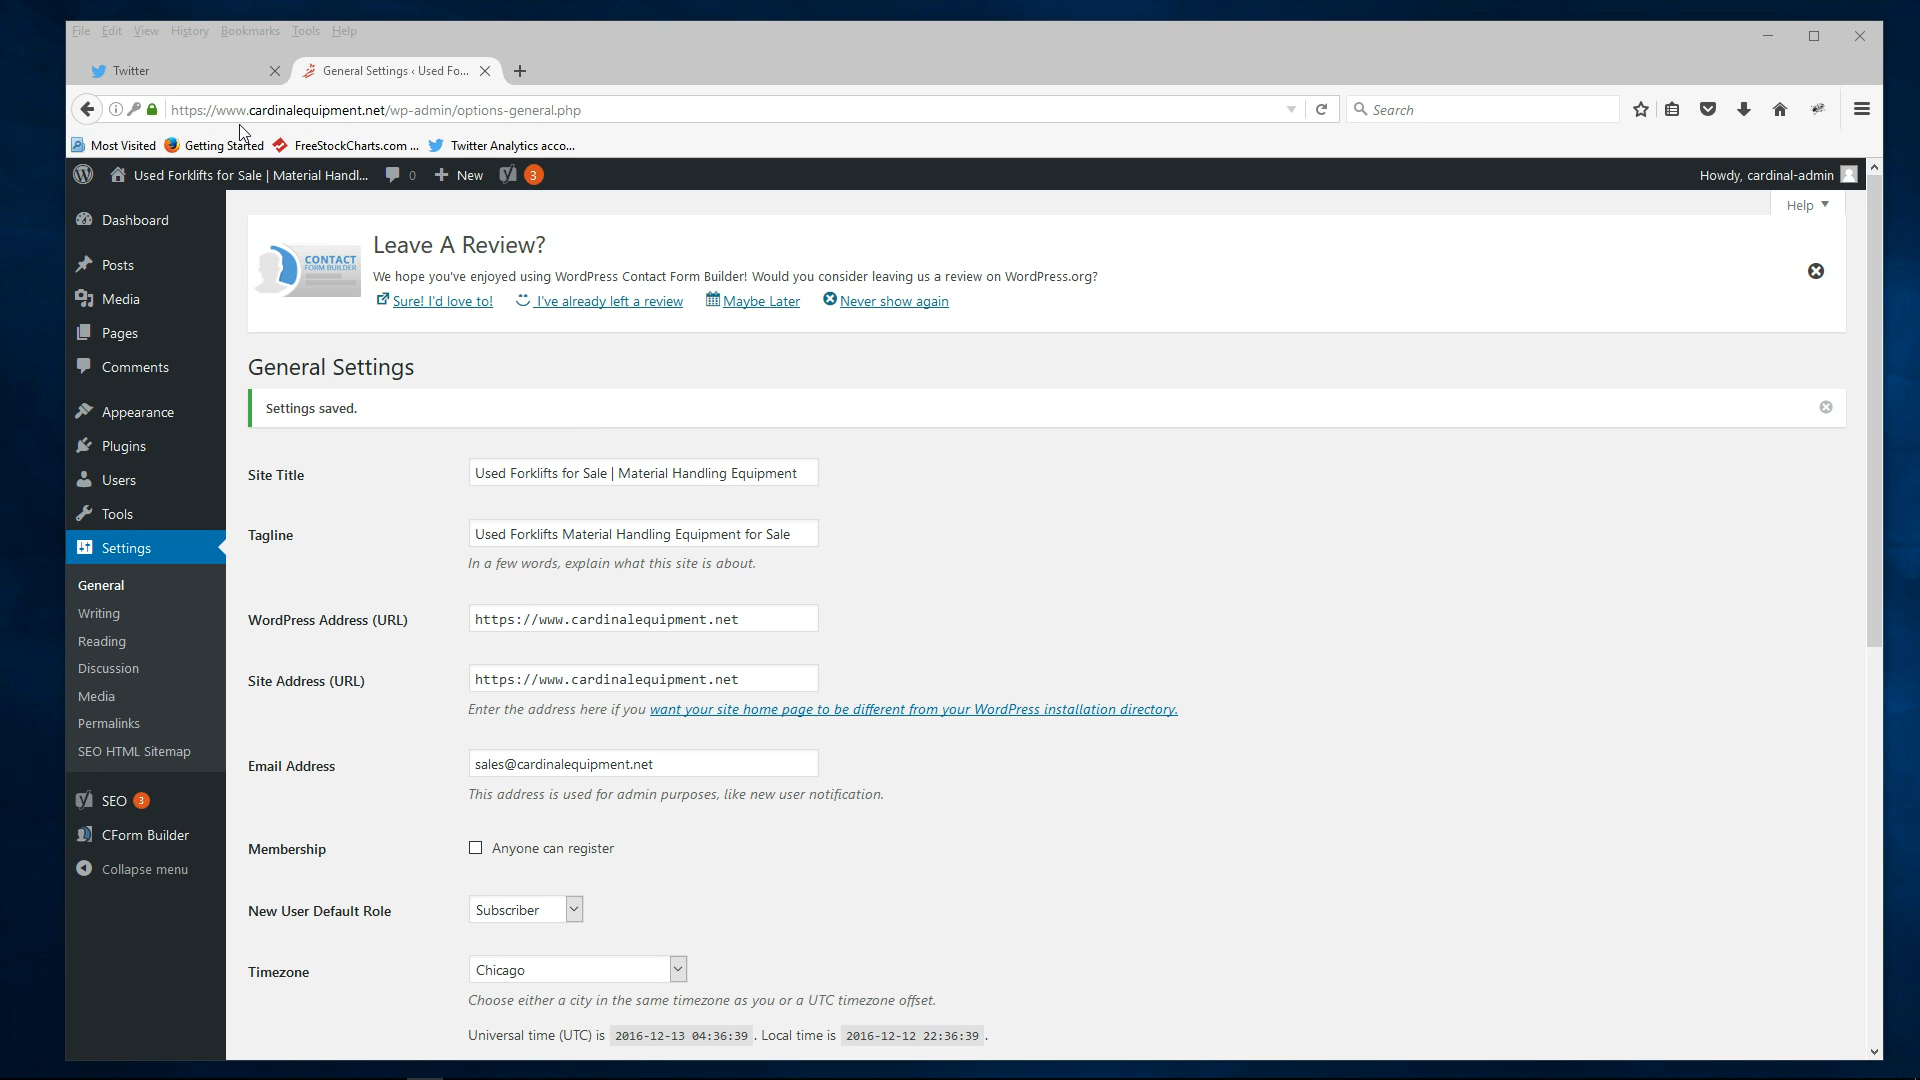 File Edit View History Bookmarks Tools Help
Twitter
General Settings ‹ Used Fo...
https://www.cardinalequipment.net/wp-admin/options-general.php
Search
Most Visited
Getting Started
FreeStockCharts.com ...
Twitter Analytics acco...
Used Forklifts for Sale | Material Handl...
0
New
3
Howdy, cardinal-admin
Help
Dashboard
Posts
Media
Pages
Comments
Appearance
Plugins
Users
Tools
Settings
General
Writing
Reading
Discussion
Media
Permalinks
SEO HTML Sitemap
SEO 3
CForm Builder
Collapse menu
CONTACT
FORM BUILDER
Leave A Review?
We hope you've enjoyed using WordPress Contact Form Builder! Would you consider leaving us a review on WordPress.org?
Sure! I'd love to! I've already left a review Maybe Later Never show again
General Settings
Settings saved.
Site Title
Used Forklifts for Sale | Material Handling Equipment
Tagline
Used Forklifts Material Handling Equipment for Sale
In a few words, explain what this site is about.
WordPress Address (URL)
https://www.cardinalequipment.net
Site Address (URL)
https://www.cardinalequipment.net
Enter the address here if you want your site home page to be different from your WordPress installation directory.
Email Address
sales@cardinalequipment.net
This address is used for admin purposes, like new user notification.
Membership
Anyone can register
New User Default Role
Subscriber
Timezone
Chicago
Choose either a city in the same timezone as you or a UTC timezone offset.
Universal time (UTC) is 2016-12-13 04:36:39 . Local time is 2016-12-12 22:36:39 .